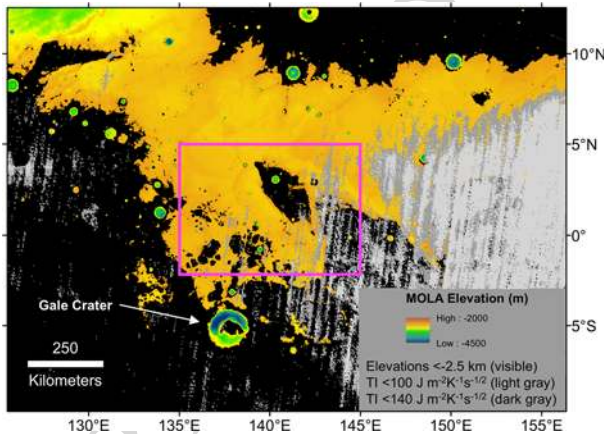 10°N
5°N
0°
Gale Crater
MOLA Elevation (m)
High : -2000
Low : -4500
5°S
250
Kilometers
Elevations <-2.5 km (visible)
TI <100 J m⁻²K⁻¹s⁻¹/² (light gray)
TI <140 J m⁻²K⁻¹s⁻¹/² (dark gray)
130°E 135°E 140°E 145°E 150°E 155°E